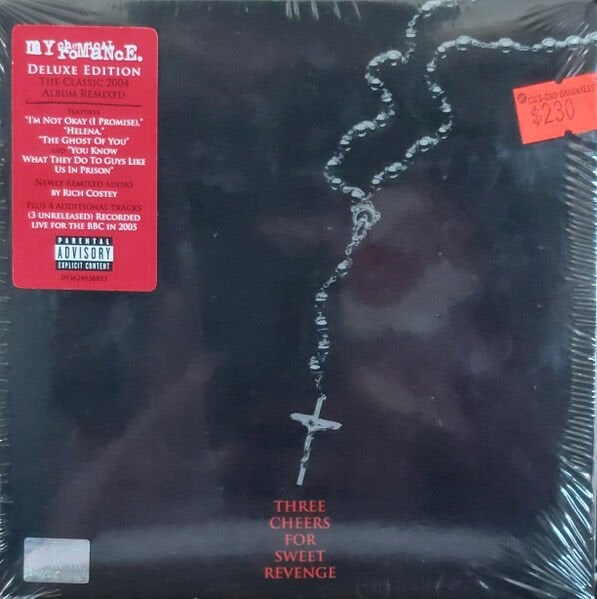 My Chemical Romance.
Deluxe Edition
The Classic 2004
Album Remixed
Features
"I'm Not Okay (I Promise),"
"Helena,"
"The Ghost Of You"
and "You Know
What They Do To Guys Like
Us In Prison"
Newly remixed audio
by Rich Costey
Plus 4 additional tracks
(3 unreleased) Recorded
live for the BBC in 2005
PARENTAL
ADVISORY
EXPLICIT CONTENT
093624838883
CD'S-DVD ORIGINALES
$230
THREE
CHEERS
FOR
SWEET
REVENGE